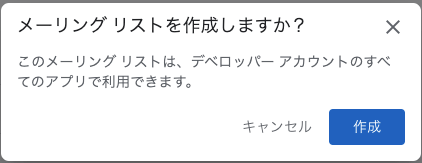 メーリング リストを作成しますか？
このメーリング リストは、デベロッパー アカウントのすべ
てのアプリで利用できます。
キャンセル
作成